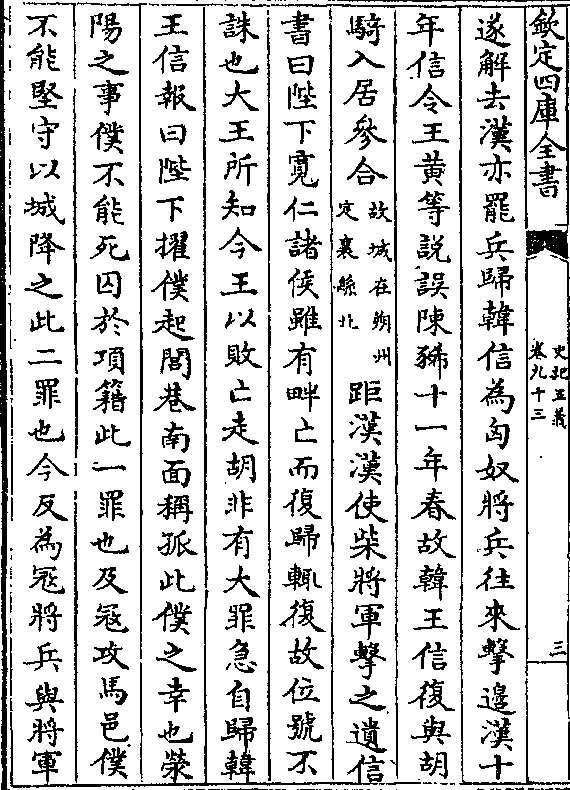 欽定四庫全書
史記正義
卷九十三
三
遂解去漢亦罷兵歸韓信為匈奴將兵往來擊邊漢十
年信令王黃等說誤陳豨十一年春故韓王信復與胡
騎入居參合故城在朔州定襄縣北距漢漢使柴將軍擊之遺信
書曰陛下寛仁諸侯雖有畔亡而復歸輒復故位號不
誅也大王所知今王以敗亡走胡非有大罪急自歸韓
王信報曰陛下擢僕起閭巷南面稱孤此僕之幸也滎
陽之事僕不能死囚於項籍此一罪也及冦攻馬邑僕
不能堅守以城降之此二罪也今反為冦將兵與將軍